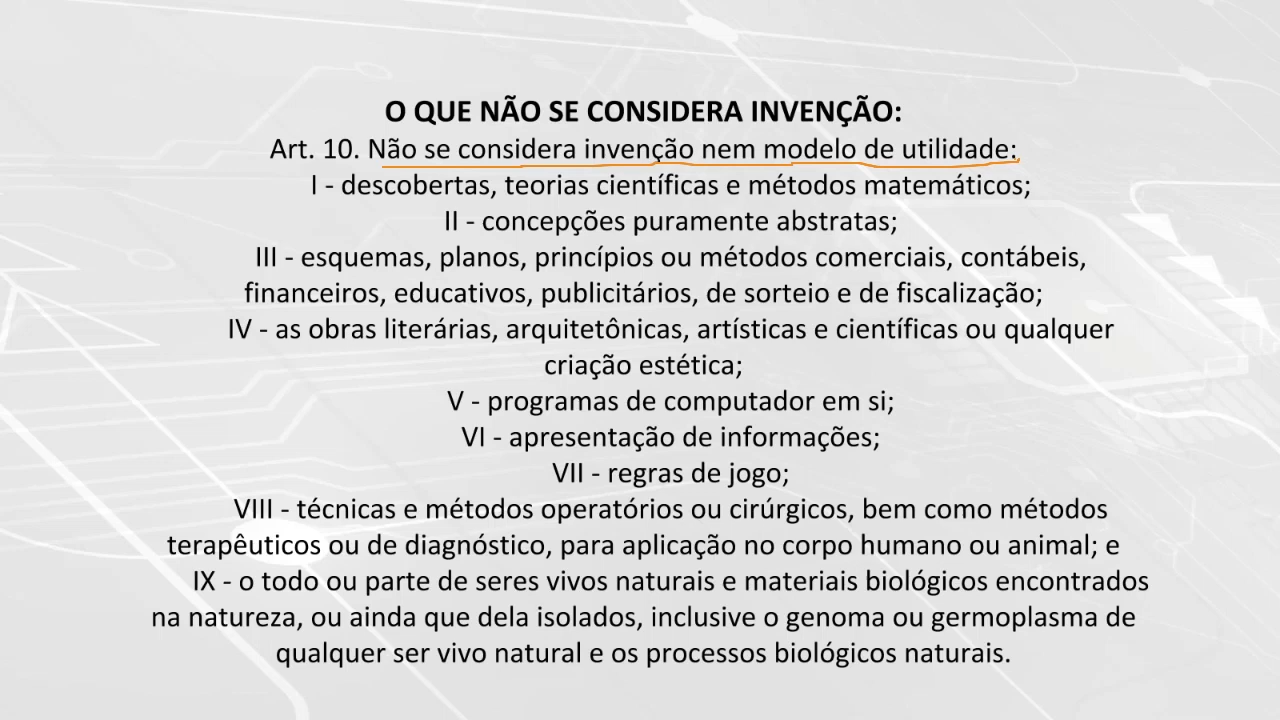 O QUE NÃO SE CONSIDERA INVENÇÃO:
Art. 10. Não se considera invenção nem modelo de utilidade:
I - descobertas, teorias científicas e métodos matemáticos;
II - concepções puramente abstratas;
III - esquemas, planos, princípios ou métodos comerciais, contábeis,
financeiros, educativos, publicitários, de sorteio e de fiscalização;
IV - as obras literárias, arquitetônicas, artísticas e científicas ou qualquer
criação estética;
V - programas de computador em si;
VI - apresentação de informações;
VII - regras de jogo;
VIII - técnicas e métodos operatórios ou cirúrgicos, bem como métodos
terapêuticos ou de diagnóstico, para aplicação no corpo humano ou animal; e
IX - o todo ou parte de seres vivos naturais e materiais biológicos encontrados
na natureza, ou ainda que dela isolados, inclusive o genoma ou germoplasma de
qualquer ser vivo natural e os processos biológicos naturais.